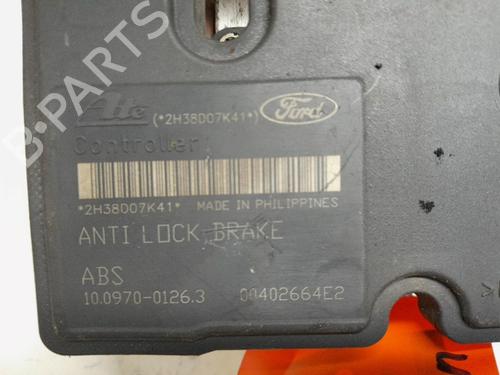 Ate (*2H38D07K41*) Ford
Controller
*2H38D07K41* MADE IN PHILIPPINES
ANTI LOCK BRAKE
ABS
10.0970-0126.3 00402664E2
B-PARTS